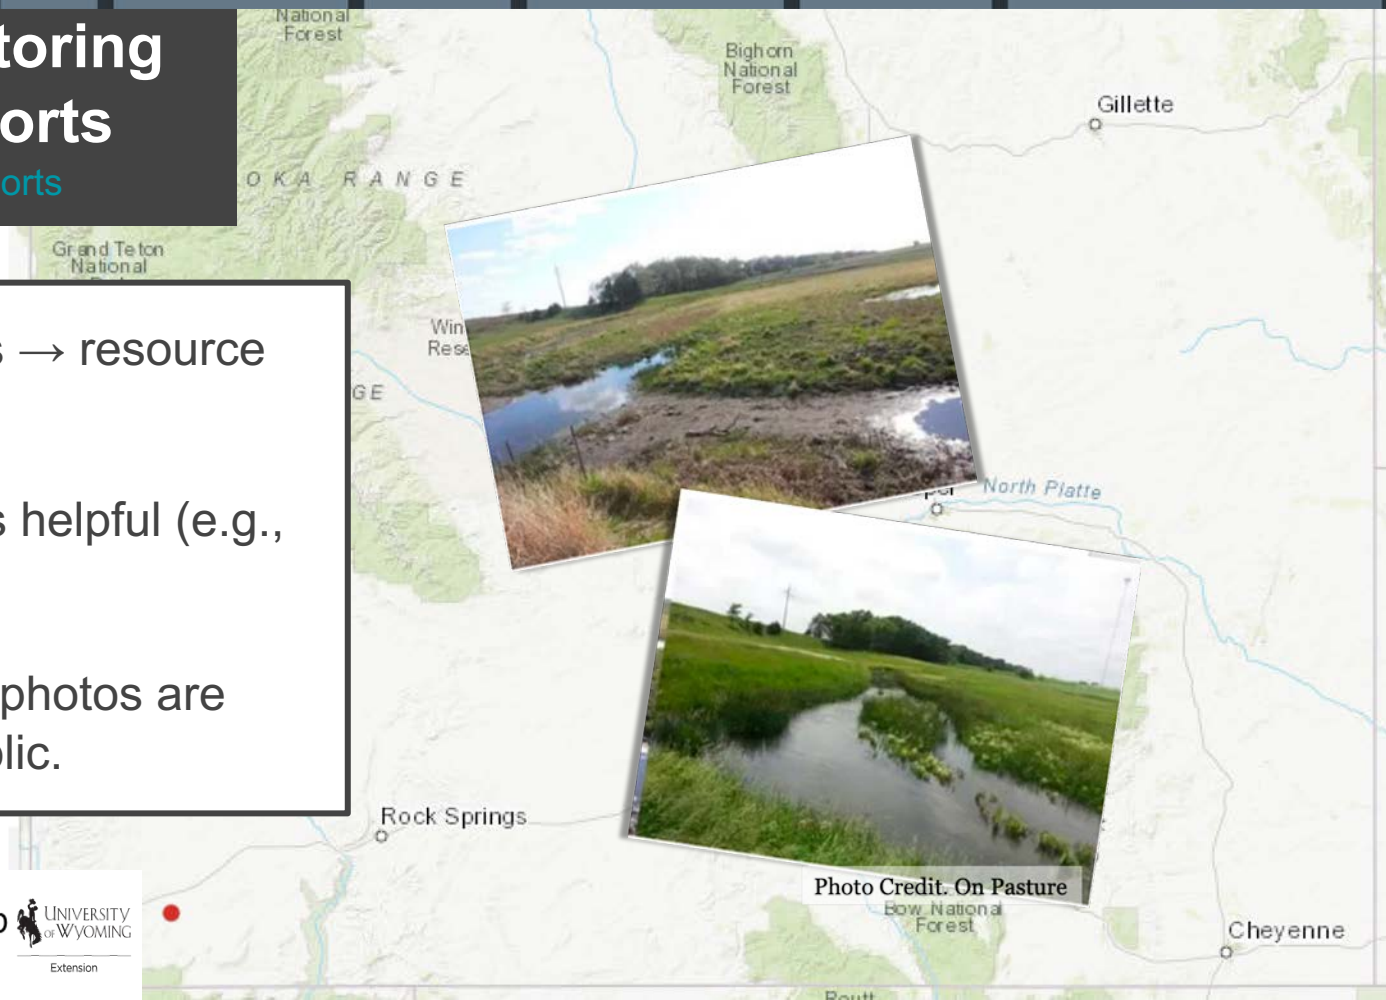 toring
orts
orts
National
Forest
Bighorn
National
Forest
Gillette
OKA RANGE
Grand Teton
National
Win
Rese
GE
s → resource
s helpful (e.g.,
photos are
lic.
North Platte
Rock Springs
Photo Credit. On Pasture
Bow National
Forest
Cheyenne
UNIVERSITY
OF WYOMING
Extension